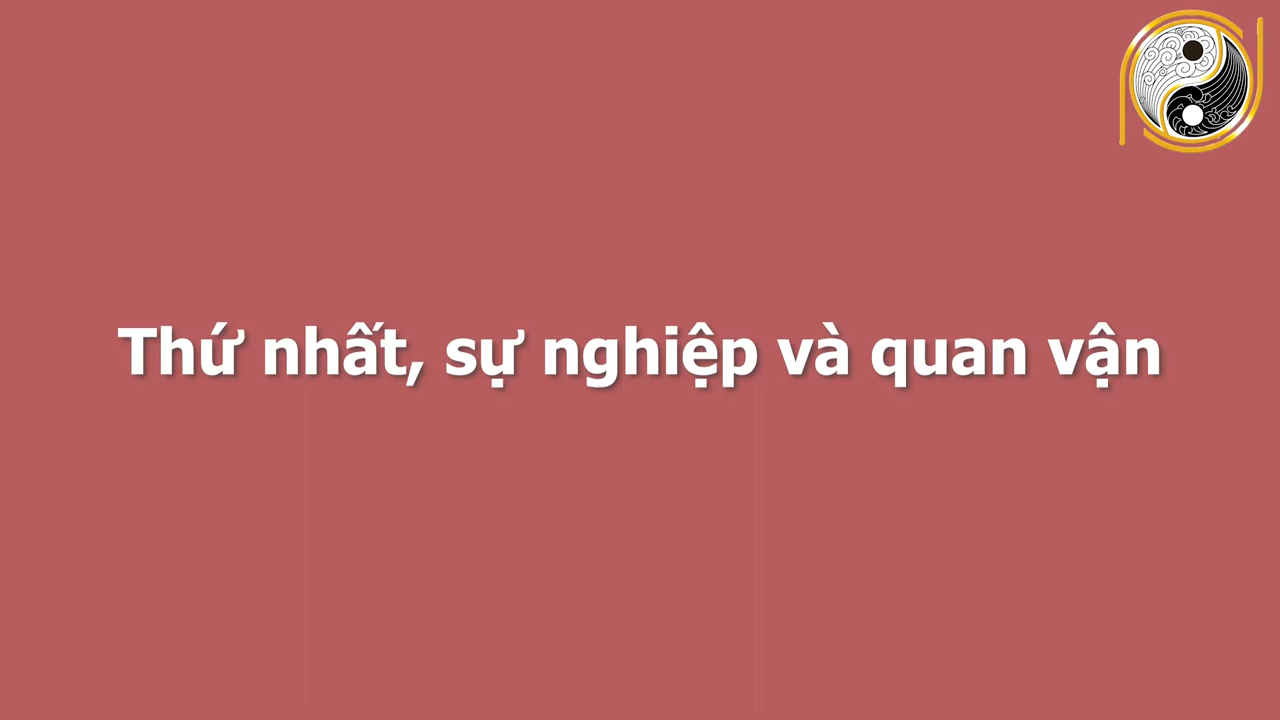 Thứ nhất, sự nghiệp và quan vận